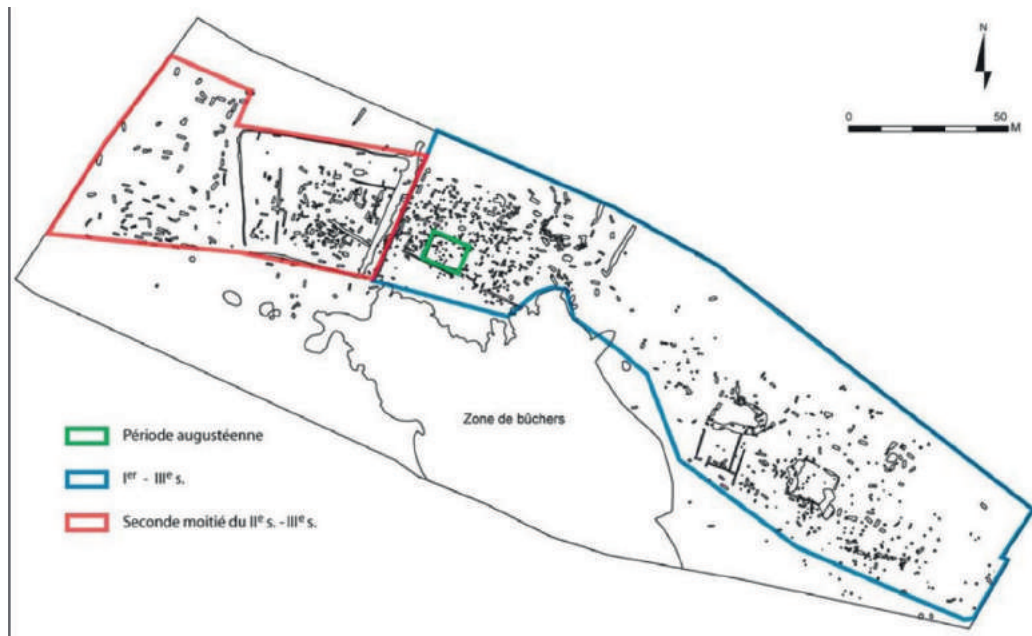 N
0 50
M
Zone de bûchers
Période augustéenne
Ier - IIIe s.
Seconde moitié du IIe s. - IIIe s.